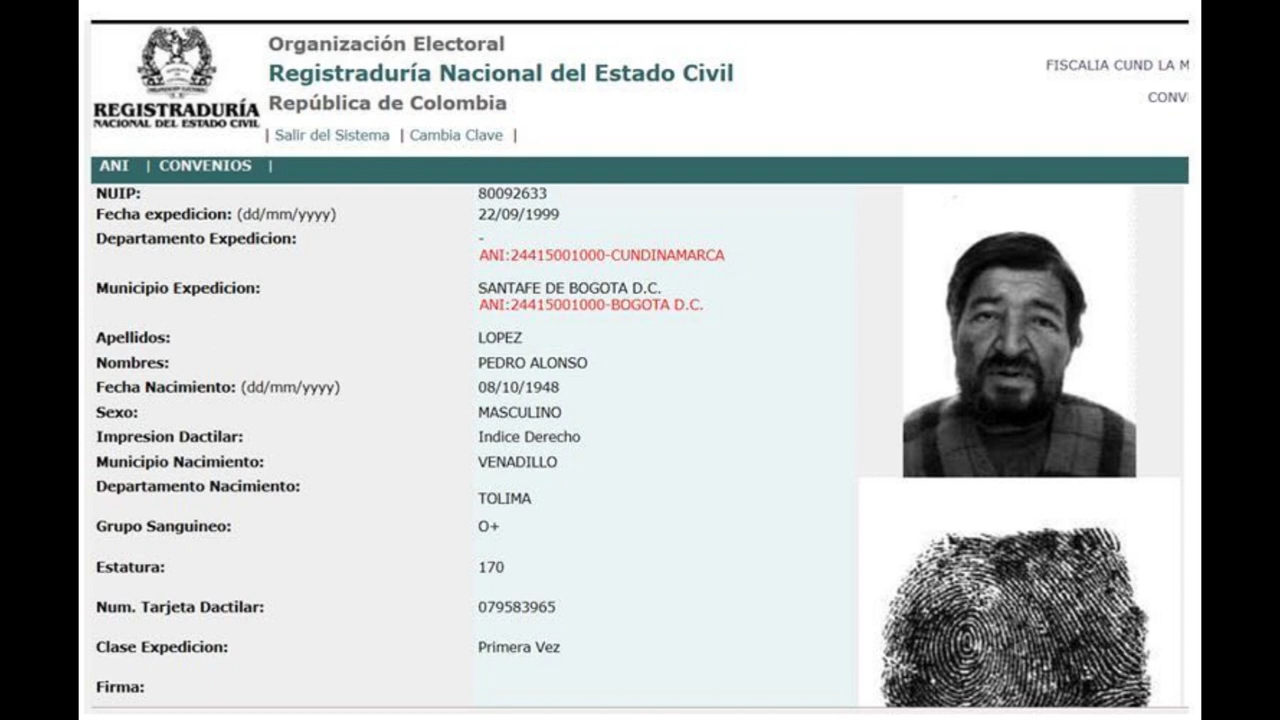 Organización Electoral
Registraduría Nacional del Estado Civil
República de Colombia
REGISTRADURÍA
NACIONAL DEL ESTADO CIVIL
| Salir del Sistema | Cambia Clave |
FISCALIA CUND LA M
CONV
ANI | CONVENIOS |
NUIP: 80092633
Fecha expedicion: (dd/mm/yyyy) 22/09/1999
Departamento Expedicion: -
ANI:24415001000-CUNDINAMARCA
Municipio Expedicion: SANTAFE DE BOGOTA D.C.
ANI:24415001000-BOGOTA D.C.
Apellidos: LOPEZ
Nombres: PEDRO ALONSO
Fecha Nacimiento: (dd/mm/yyyy) 08/10/1948
Sexo: MASCULINO
Impresion Dactilar: Indice Derecho
Municipio Nacimiento: VENADILLO
Departamento Nacimiento: TOLIMA
Grupo Sanguineo: O+
Estatura: 170
Num. Tarjeta Dactilar: 079583965
Clase Expedicion: Primera Vez
Firma: